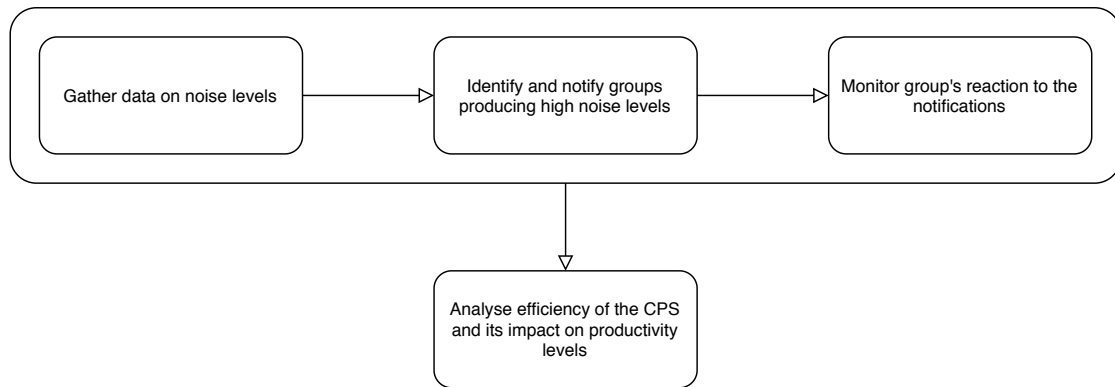 Gather data on noise levels
Identify and notify groups
producing high noise levels
Monitor group's reaction to the
notifications
Analyse efficiency of the CPS
and its impact on productivity
levels